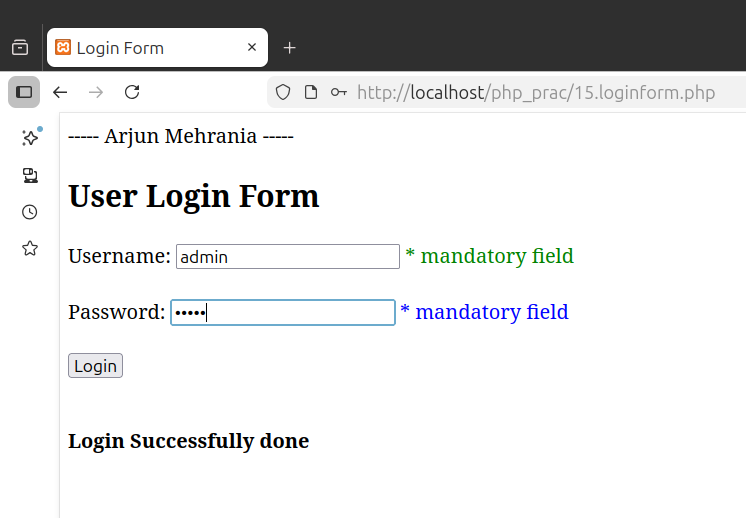 Login Form
http://localhost/php_prac/15.loginform.php
----- Arjun Mehrania -----
User Login Form
Username: admin * mandatory field
Password: ••••• * mandatory field
Login
Login Successfully done